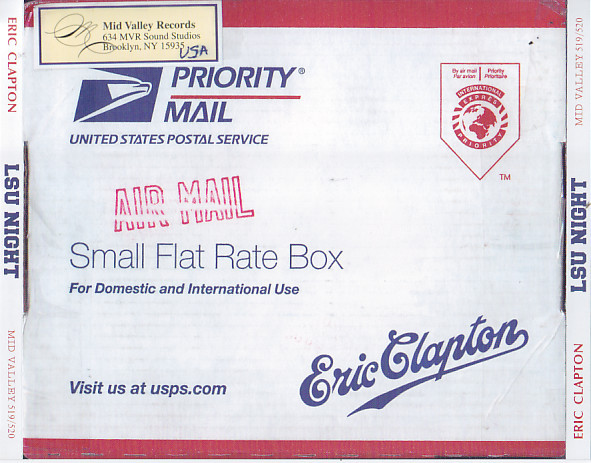 Mid Valley Records
634 MVR Sound Studios
Brooklyn, NY 15935
USA
PRIORITY®
MAIL
UNITED STATES POSTAL SERVICE
By air mail
Par avion
Priority
Prioritaire
INTERNATIONAL
EXPRES
PRIORITY
TM
AIR MAIL
Small Flat Rate Box
For Domestic and International Use
Eric Clapton
Visit us at usps.com
ERIC CLAPTON
LSU NIGHT
MID VALLEY 519/520
MID VALLEY 519/520
LSU NIGHT
ERIC CLAPTON